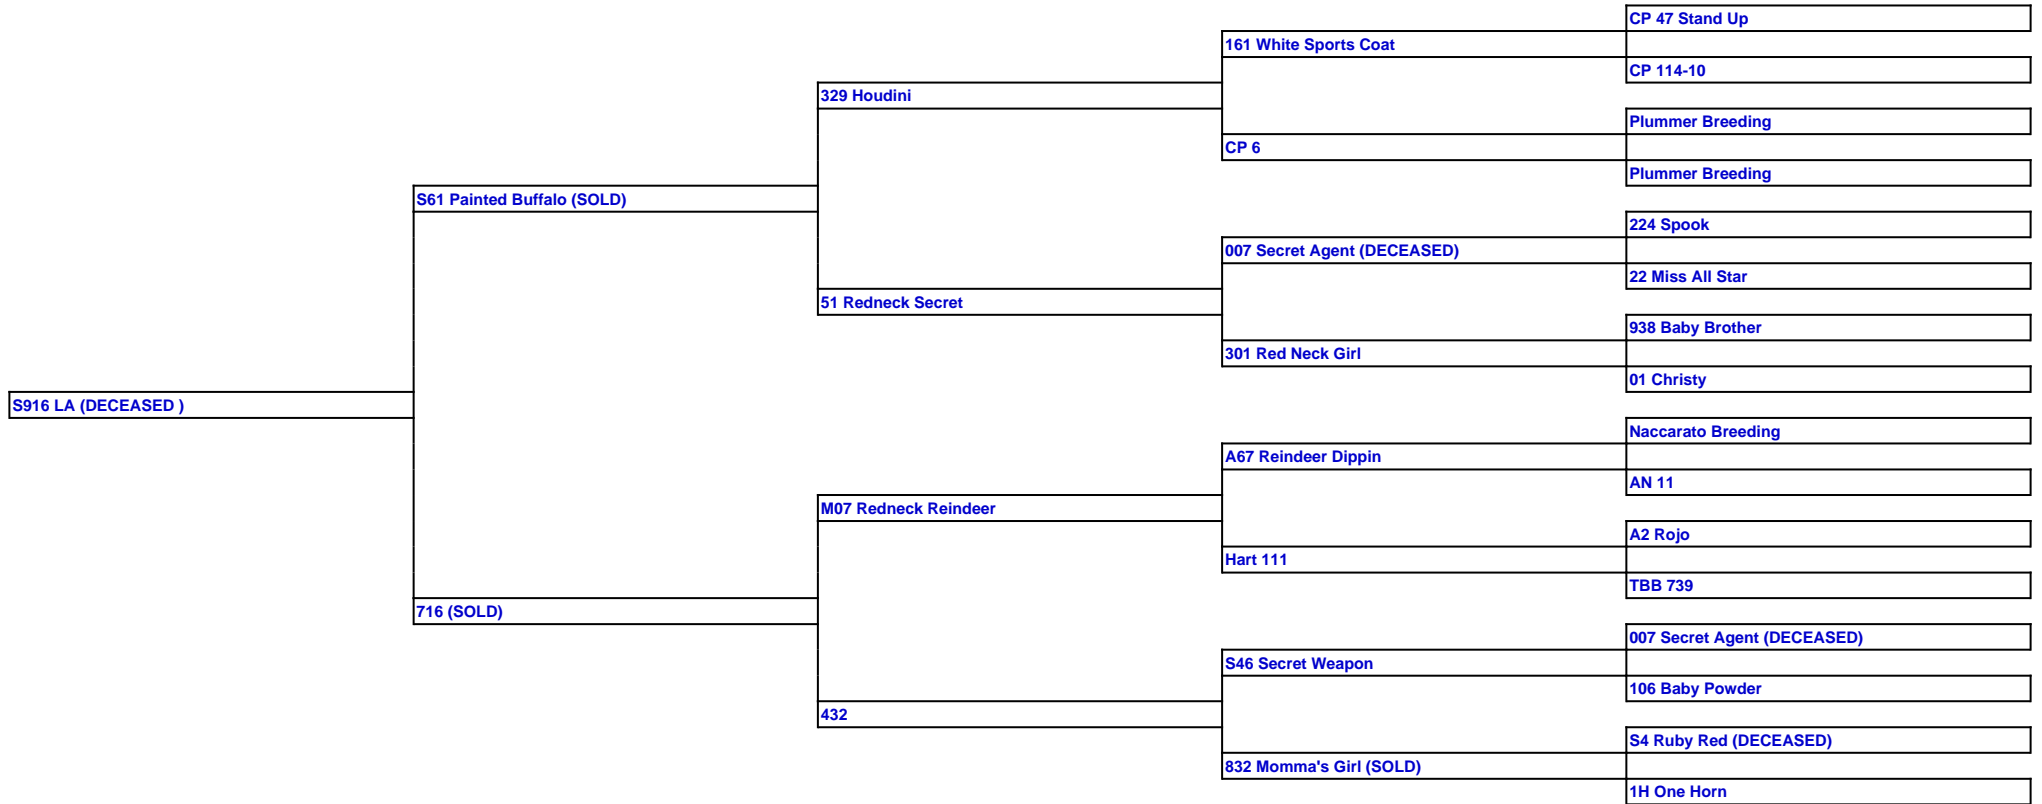 CP 47 Stand Up
161 White Sports Coat
CP 114-10
329 Houdini
Plummer Breeding
CP 6
Plummer Breeding
S61 Painted Buffalo (SOLD)
224 Spook
007 Secret Agent (DECEASED)
22 Miss All Star
51 Redneck Secret
938 Baby Brother
301 Red Neck Girl
01 Christy
S916 LA (DECEASED )
Naccarato Breeding
A67 Reindeer Dippin
AN 11
M07 Redneck Reindeer
A2 Rojo
Hart 111
TBB 739
716 (SOLD)
007 Secret Agent (DECEASED)
S46 Secret Weapon
106 Baby Powder
432
S4 Ruby Red (DECEASED)
832 Momma's Girl (SOLD)
1H One Horn